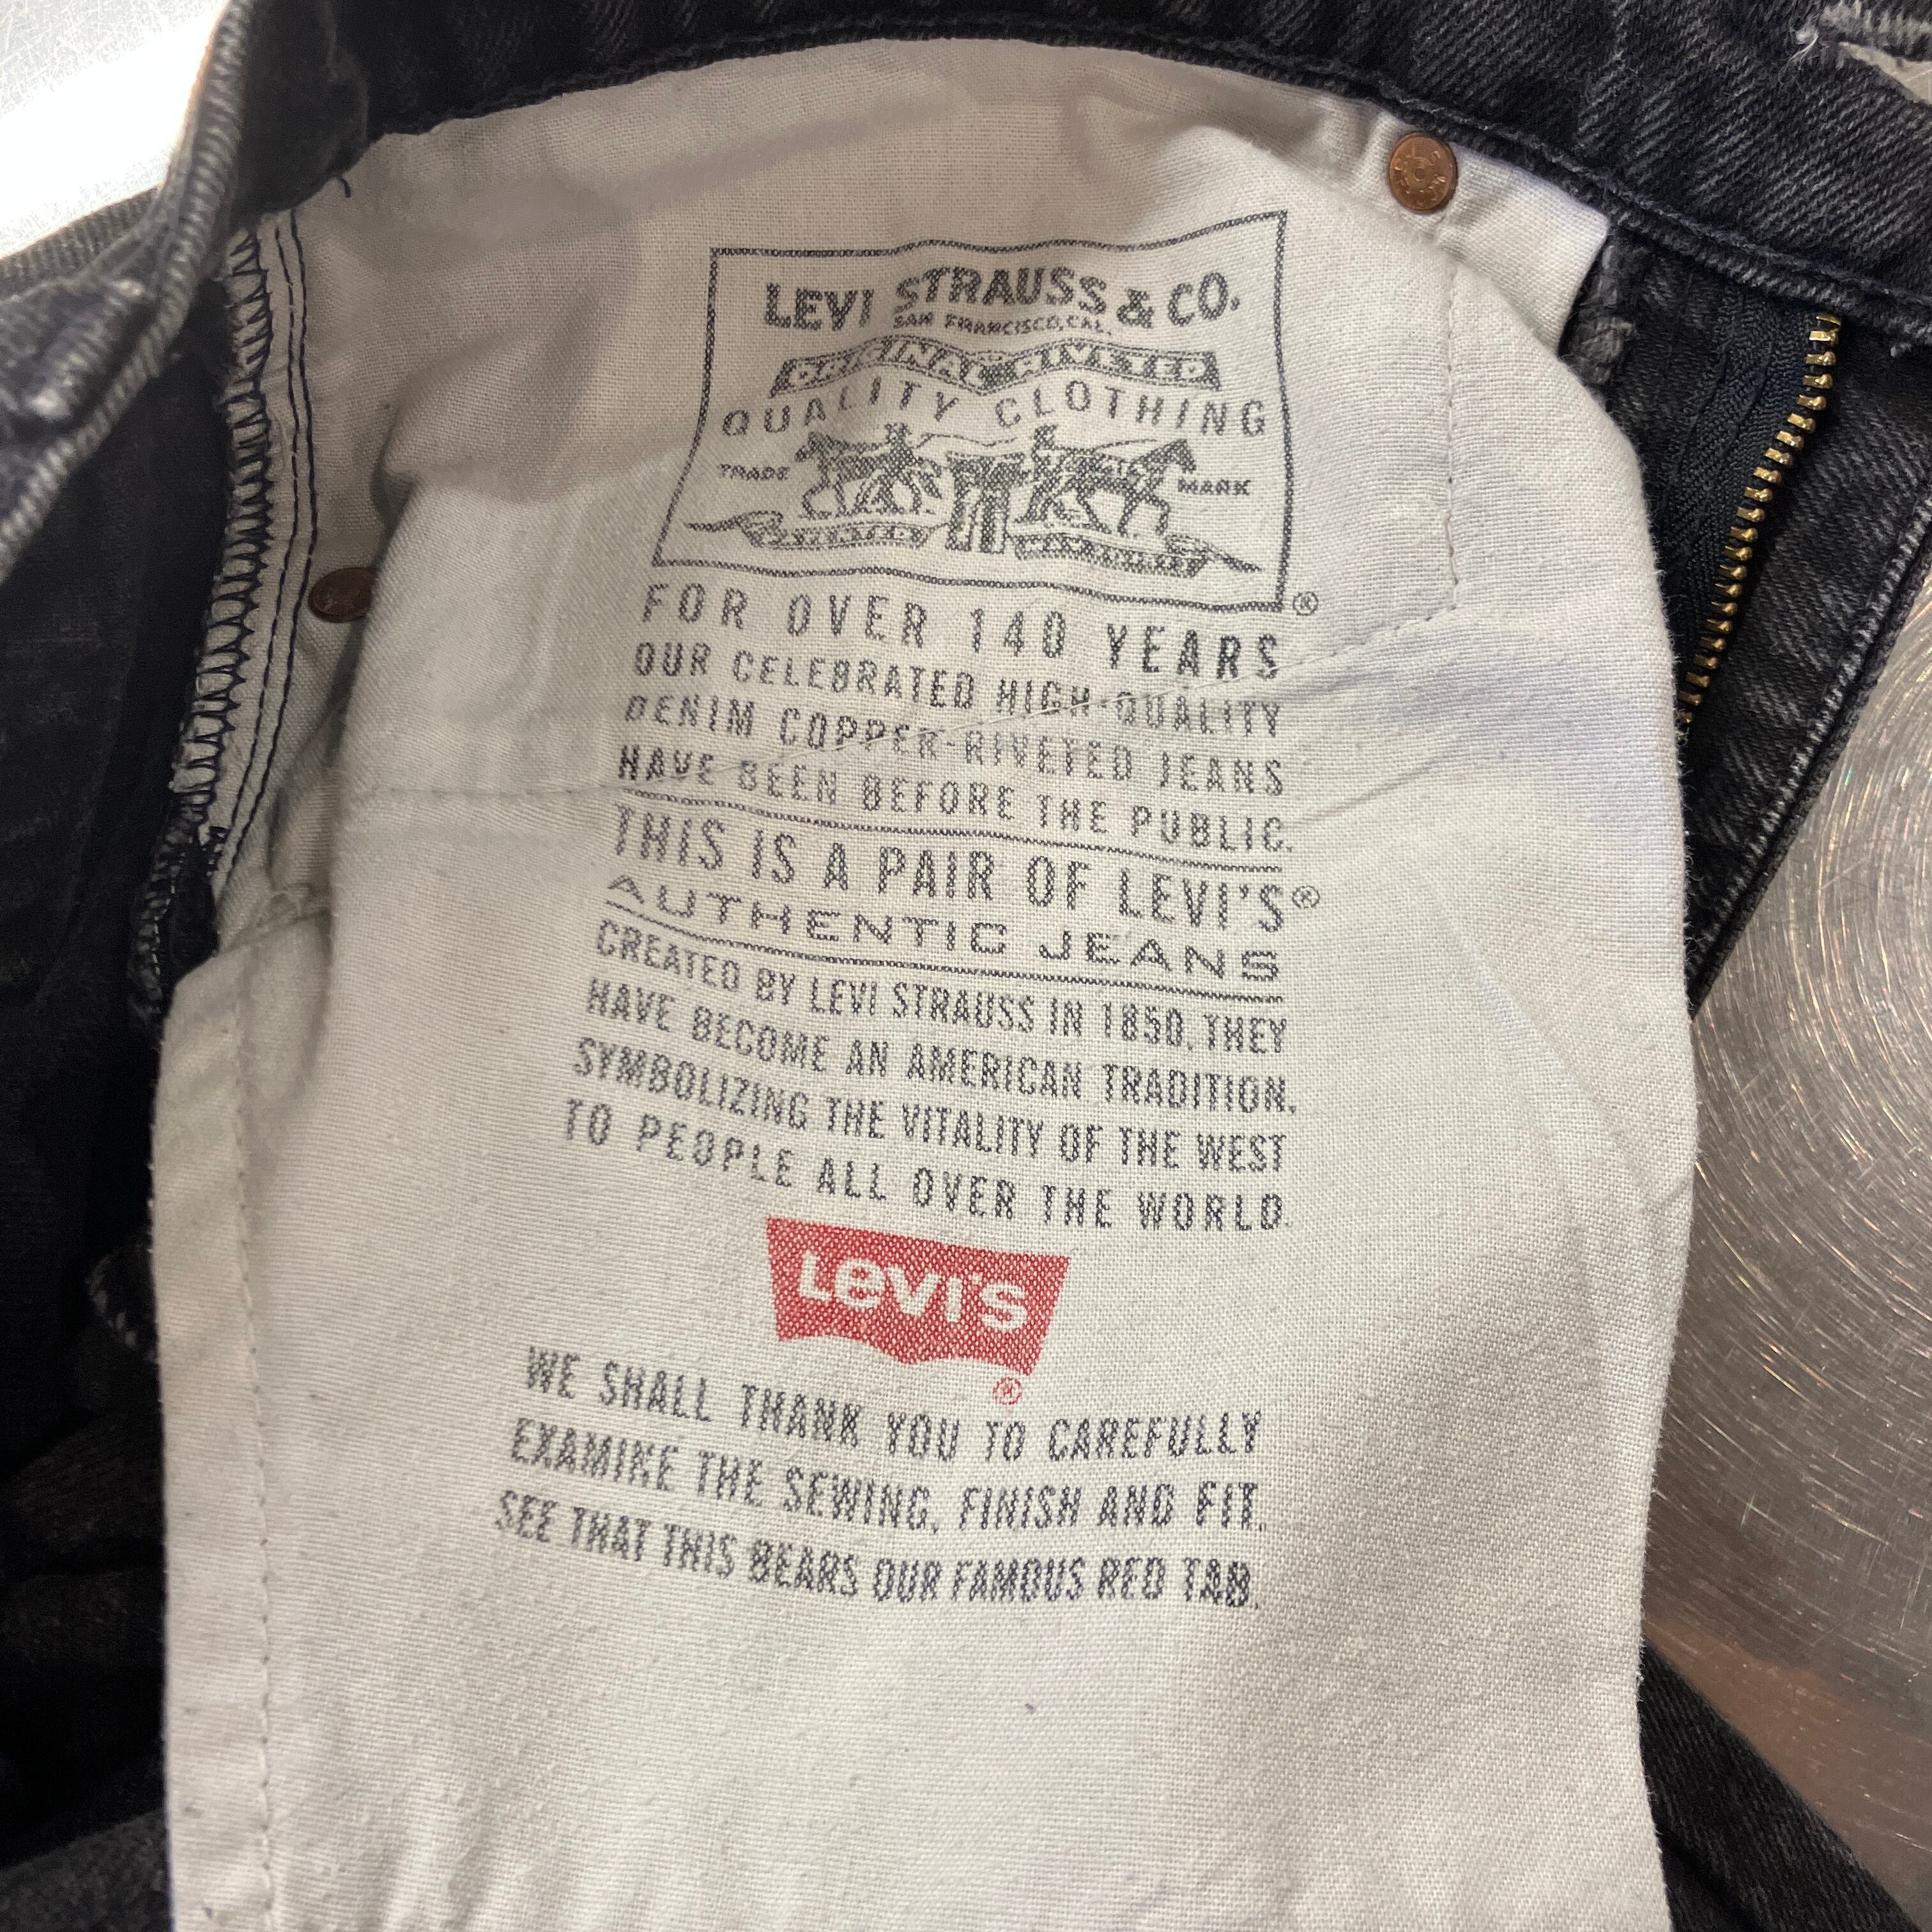 LEVI STRAUSS & CO.
SAN FRANCISCO, CAL.
ORIGINAL RIVETED
QUALITY CLOTHING
TRADE MARK
®
FOR OVER 140 YEARS
OUR CELEBRATED HIGH-QUALITY
DENIM COPPER-RIVETED JEANS
HAVE BEEN BEFORE THE PUBLIC.
THIS IS A PAIR OF LEVI'S®
AUTHENTIC JEANS
CREATED BY LEVI STRAUSS IN 1850, THEY
HAVE BECOME AN AMERICAN TRADITION,
SYMBOLIZING THE VITALITY OF THE WEST
TO PEOPLE ALL OVER THE WORLD.
Levi's
®
WE SHALL THANK YOU TO CAREFULLY
EXAMINE THE SEWING, FINISH AND FIT.
SEE THAT THIS BEARS OUR FAMOUS RED TAB.